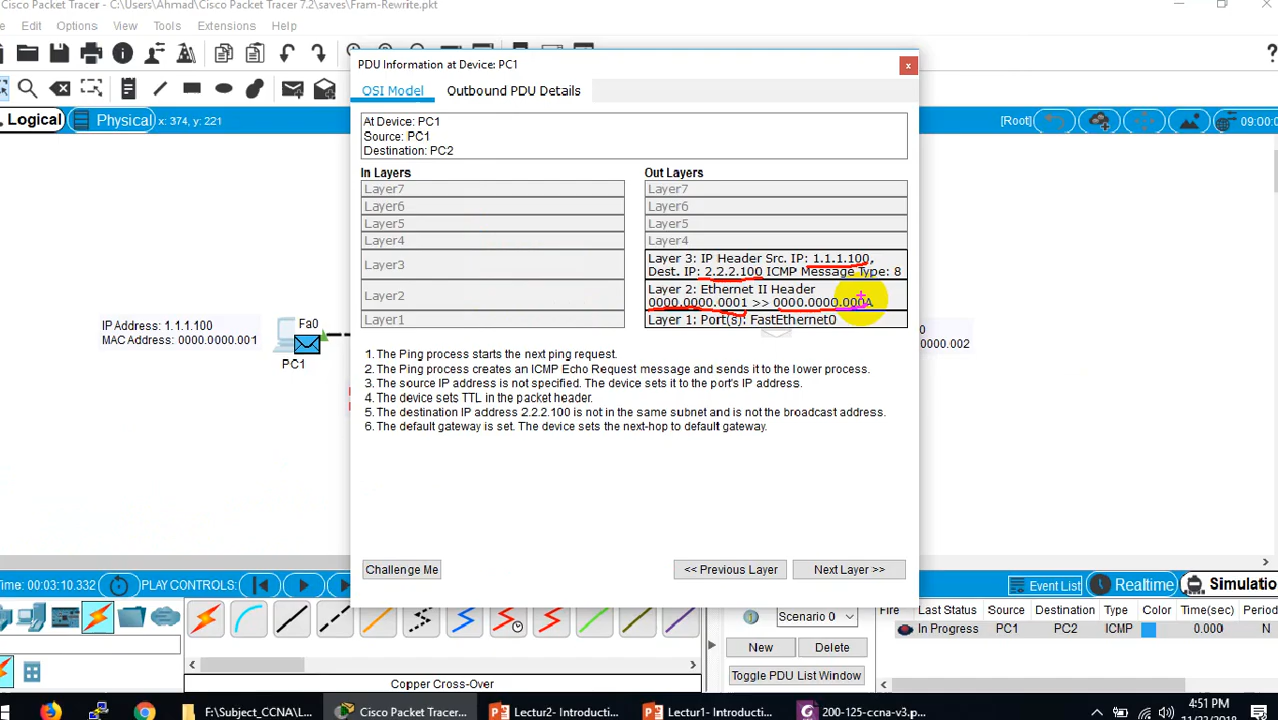 Cisco Packet Tracer - C:\Users\Ahmad\Cisco Packet Tracer 7.2\saves\Fram-Rewrite.pkt
Edit Options Tools Extensions Help
PDU Information at Device: PC1
OSI Model Outbound PDU Details
Logical Physical x: 374, y: 221
[Root]
09:00:0
At Device: PC1
Source: PC1
Destination: PC2
In Layers
Layer7
Layer6
Layer5
Layer4
Layer3
Layer2
Layer1
Out Layers
Layer7
Layer6
Layer5
Layer4
Layer 3: IP Header Src. IP: 1.1.1.100,
Dest. IP: 2.2.2.100 ICMP Message Type: 8
Layer 2: Ethernet II Header
0000.0000.0001 >> 0000.0000.000A
Layer 1: Port(s): FastEthernet0
IP Address: 1.1.1.100
MAC Address: 0000.0000.001
Fa0
PC1
0
0000.002
1. The Ping process starts the next ping request.
2. The Ping process creates an ICMP Echo Request message and sends it to the lower process.
3. The source IP address is not specified. The device sets it to the port's IP address.
4. The device sets TTL in the packet header.
5. The destination IP address 2.2.2.100 is not in the same subnet and is not the broadcast address.
6. The default gateway is set. The device sets the next-hop to default gateway.
Challenge Me << Previous Layer Next Layer >>
Time: 00:03:10.332 PLAY CONTROLS:
Event List Realtime Simulatio
Scenario 0
New Delete
Toggle PDU List Window
Fire Last Status Source Destination Type Color Time(sec) Period
In Progress PC1 PC2 ICMP 0.000 N
Copper Cross-Over
F:\Subject_CCNA\L... Cisco Packet Tracer... Lectur2- Introducti... Lectur1- Introducti... 200-125-ccna-v3.p...
4:51 PM